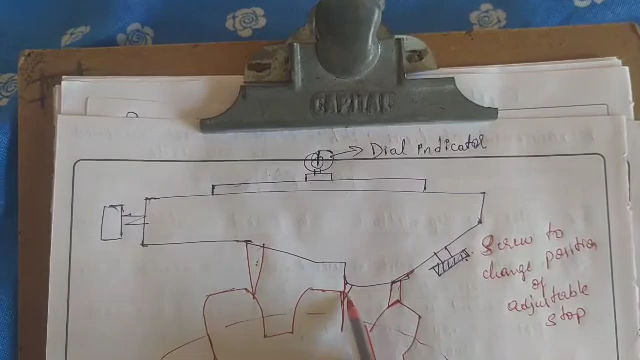 CAPITAL
Dial indicator
Screw to
change position
of
adjustable
stop